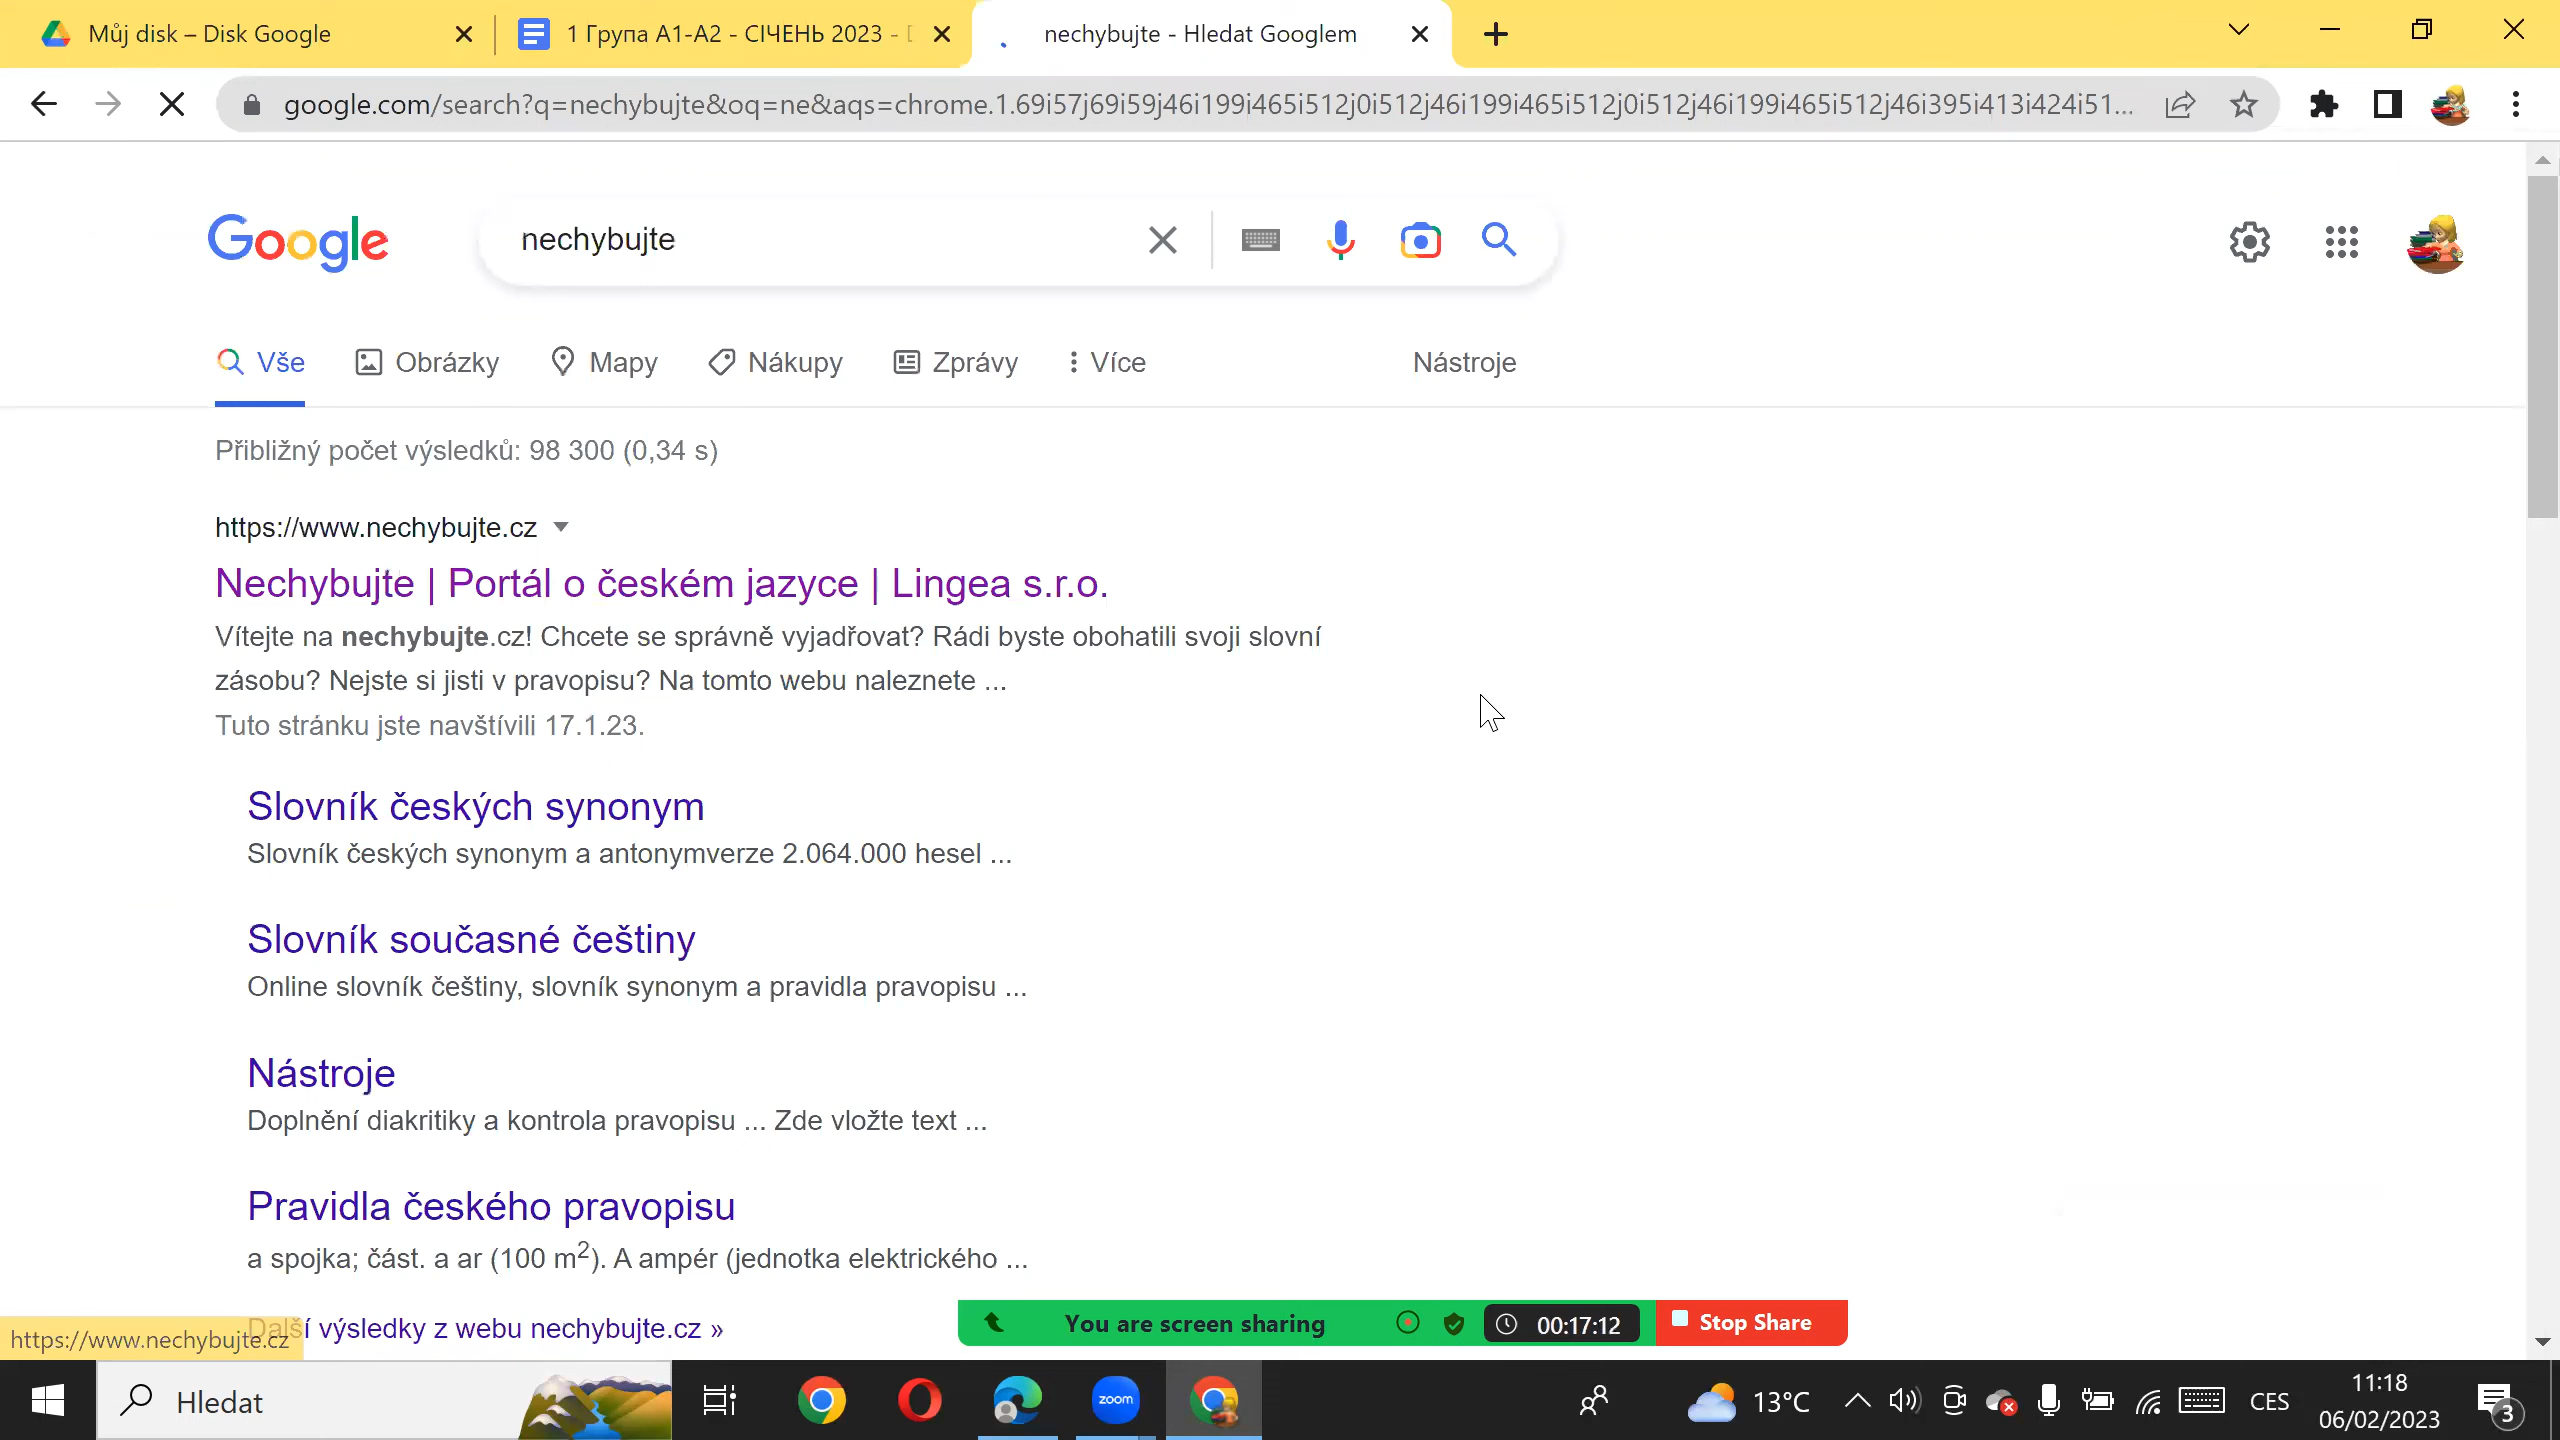 Můj disk – Disk Google
1 Група А1-А2 - СІЧЕНЬ 2023 -
nechybujte - Hledat Googlem
google.com/search?q=nechybujte&oq=ne&aqs=chrome.1.69i57j69i59j46i199i465i512j0i512j46i199i465i512j0i512j46i199i465i512j46i395i413i424i51...
Google
nechybujte
Vše
Obrázky
Mapy
Nákupy
Zprávy
Více
Nástroje
Přibližný počet výsledků: 98 300 (0,34 s)
https://www.nechybujte.cz
Nechybujte | Portál o českém jazyce | Lingea s.r.o.
Vítejte na nechybujte.cz! Chcete se správně vyjadřovat? Rádi byste obohatili svoji slovní
zásobu? Nejste si jisti v pravopisu? Na tomto webu naleznete ...
Tuto stránku jste navštívili 17.1.23.
Slovník českých synonym
Slovník českých synonym a antonymverze 2.064.000 hesel ...
Slovník současné češtiny
Online slovník češtiny, slovník synonym a pravidla pravopisu ...
Nástroje
Doplnění diakritiky a kontrola pravopisu ... Zde vložte text ...
Pravidla českého pravopisu
a spojka; část. a ar (100 m²). A ampér (jednotka elektrického ...
Další výsledky z webu nechybujte.cz »
https://www.nechybujte.cz
You are screen sharing
00:17:12
Stop Share
Hledat
zoom
13°C
CES
11:18
06/02/2023
3